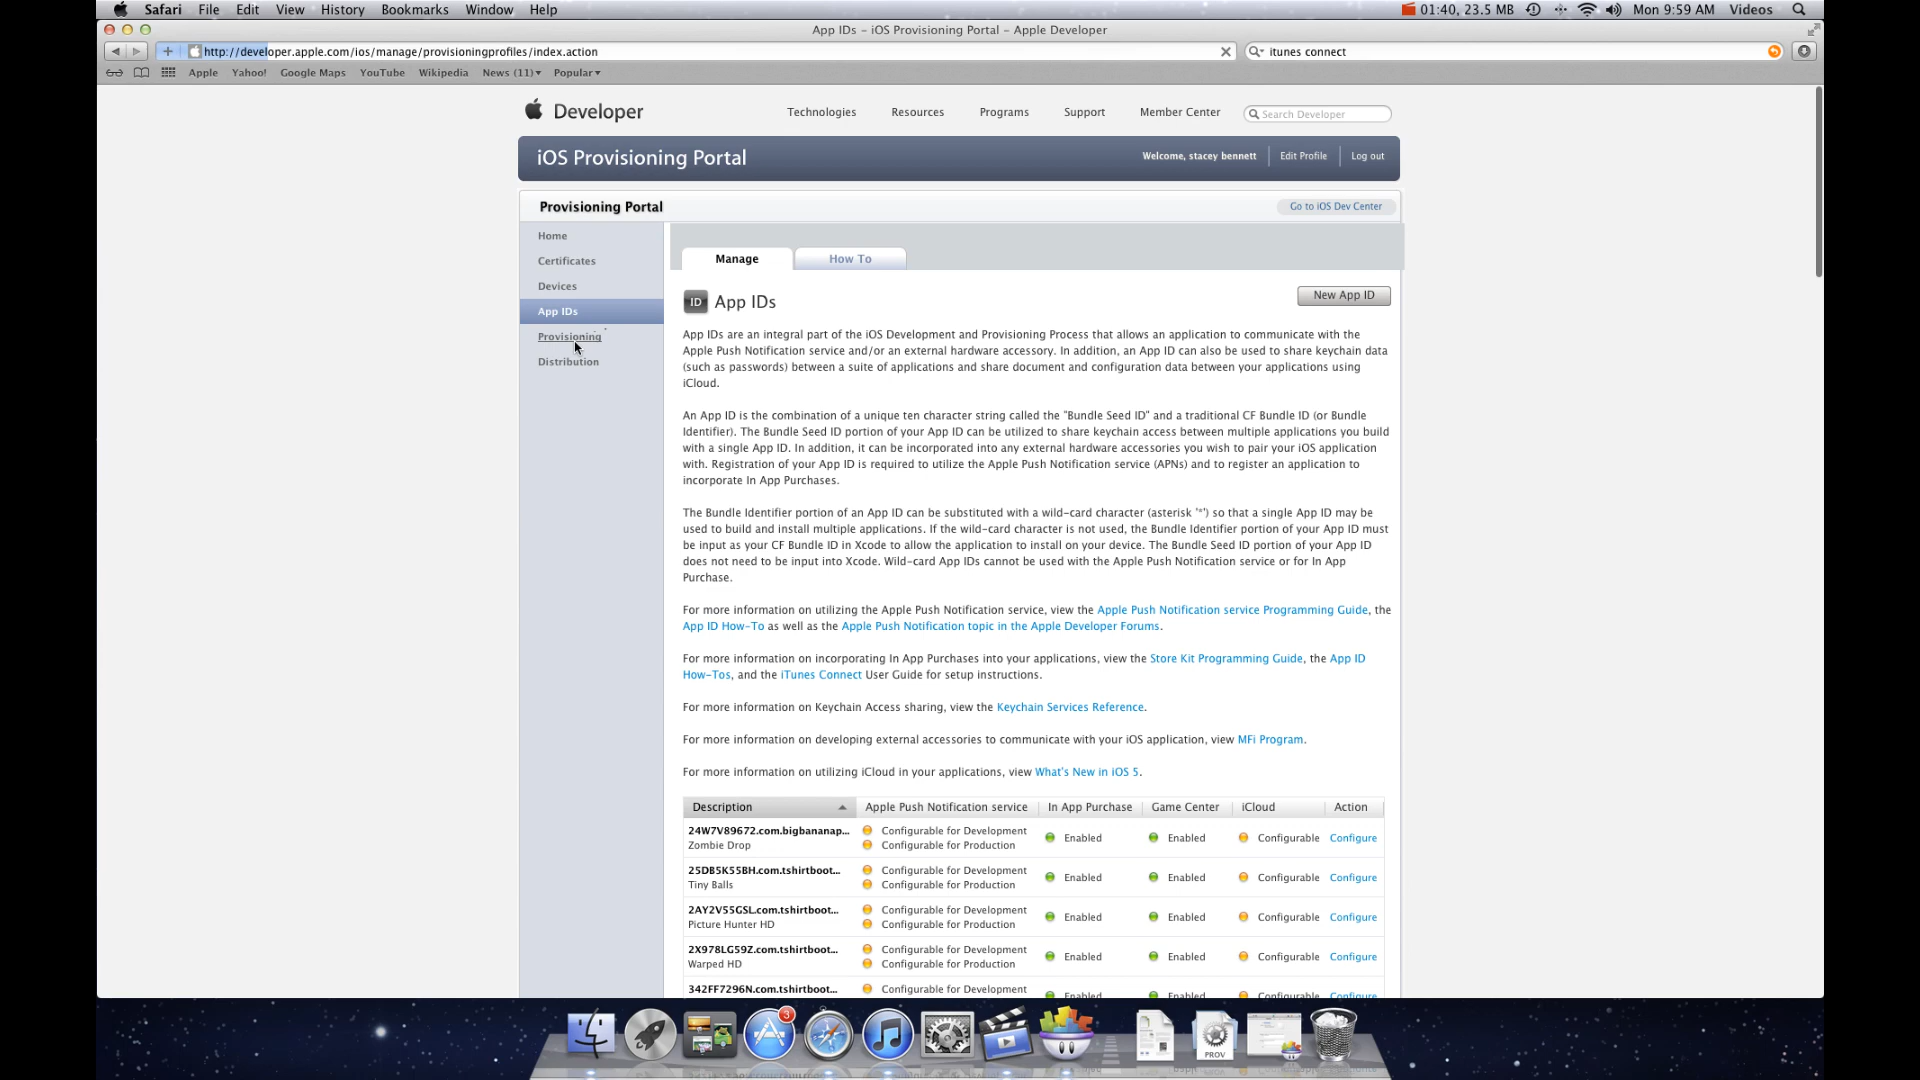 Safari File Edit View History Bookmarks Window Help 01:40, 23.5 MB Mon 9:59 AM Videos
App IDs – iOS Provisioning Portal – Apple Developer
http://developer.apple.com/ios/manage/provisioningprofiles/index.action itunes connect
Apple Yahoo! Google Maps YouTube Wikipedia News (11) Popular
Developer Technologies Resources Programs Support Member Center Search Developer
iOS Provisioning Portal Welcome, stacey bennett Edit Profile Log out
Provisioning Portal Go to iOS Dev Center
Home
Certificates
Devices
App IDs
Provisioning
Distribution
Manage How To
ID App IDs New App ID
App IDs are an integral part of the iOS Development and Provisioning Process that allows an application to communicate with the
Apple Push Notification service and/or an external hardware accessory. In addition, an App ID can also be used to share keychain data
(such as passwords) between a suite of applications and share document and configuration data between your applications using
iCloud.
An App ID is the combination of a unique ten character string called the "Bundle Seed ID" and a traditional CF Bundle ID (or Bundle
Identifier). The Bundle Seed ID portion of your App ID can be utilized to share keychain access between multiple applications you build
with a single App ID. In addition, it can be incorporated into any external hardware accessories you wish to pair your iOS application
with. Registration of your App ID is required to utilize the Apple Push Notification service (APNs) and to register an application to
incorporate In App Purchases.
The Bundle Identifier portion of an App ID can be substituted with a wild-card character (asterisk '*') so that a single App ID may be
used to build and install multiple applications. If the wild-card character is not used, the Bundle Identifier portion of your App ID must
be input as your CF Bundle ID in Xcode to allow the application to install on your device. The Bundle Seed ID portion of your App ID
does not need to be input into Xcode. Wild-card App IDs cannot be used with the Apple Push Notification service or for In App
Purchase.
For more information on utilizing the Apple Push Notification service, view the Apple Push Notification service Programming Guide, the
App ID How-To as well as the Apple Push Notification topic in the Apple Developer Forums.
For more information on incorporating In App Purchases into your applications, view the Store Kit Programming Guide, the App ID
How-Tos, and the iTunes Connect User Guide for setup instructions.
For more information on Keychain Access sharing, view the Keychain Services Reference.
For more information on developing external accessories to communicate with your iOS application, view MFi Program.
For more information on utilizing iCloud in your applications, view What's New in iOS 5.
Description Apple Push Notification service In App Purchase Game Center iCloud Action
24W7V89672.com.bigbananap... Configurable for Development
Zombie Drop Configurable for Production Enabled Enabled Configurable Configure
25DB5K55BH.com.tshirtboot... Configurable for Development
Tiny Balls Configurable for Production Enabled Enabled Configurable Configure
2AY2V55GSL.com.tshirtboot... Configurable for Development
Picture Hunter HD Configurable for Production Enabled Enabled Configurable Configure
2X978LG59Z.com.tshirtboot... Configurable for Development
Warped HD Configurable for Production Enabled Enabled Configurable Configure
342FF7296N.com.tshirtboot... Configurable for Development
Enabled Enabled Configurable Configure
3
PROV